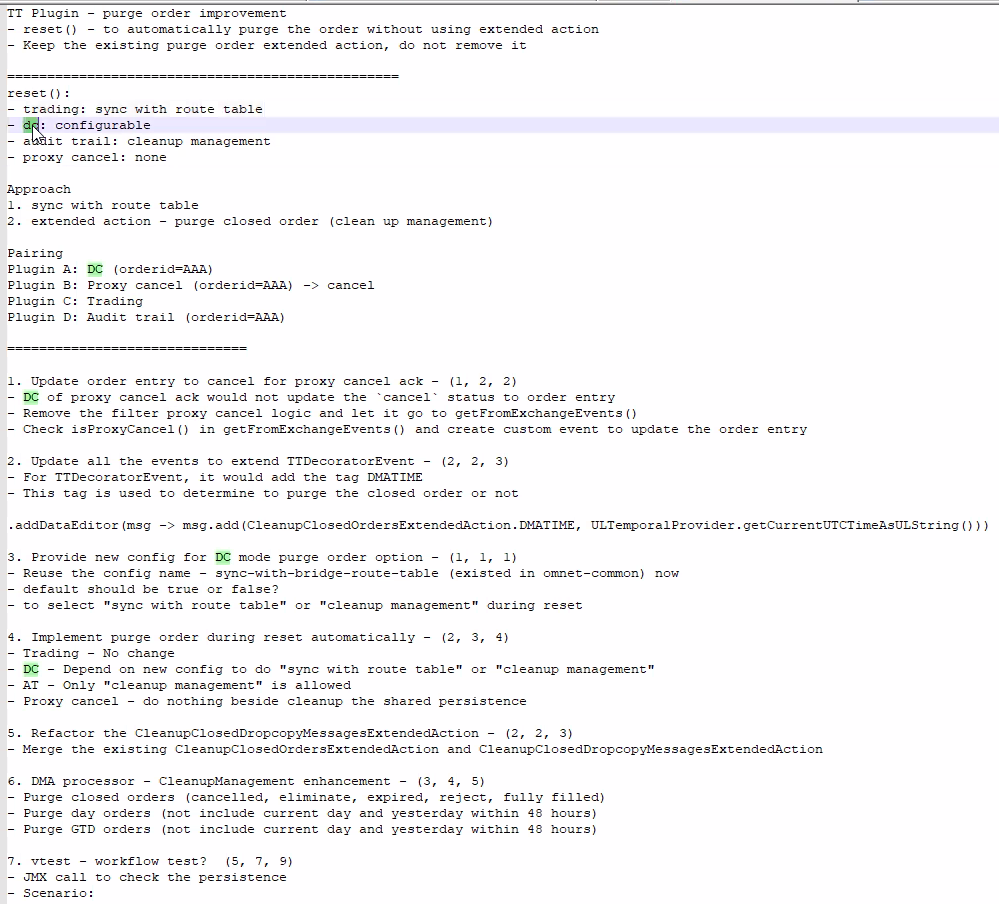 TT Plugin - purge order improvement
- reset() - to automatically purge the order without using extended action
- Keep the existing purge order extended action, do not remove it
=================================================
reset():
- trading: sync with route table
- dc: configurable
- audit trail: cleanup management
- proxy cancel: none
Approach
1. sync with route table
2. extended action - purge closed order (clean up management)
Pairing
Plugin A: DC (orderid=AAA)
Plugin B: Proxy cancel (orderid=AAA) -> cancel
Plugin C: Trading
Plugin D: Audit trail (orderid=AAA)
==============================
1. Update order entry to cancel for proxy cancel ack - (1, 2, 2)
- DC of proxy cancel ack would not update the `cancel` status to order entry
- Remove the filter proxy cancel logic and let it go to getFromExchangeEvents()
- Check isProxyCancel() in getFromExchangeEvents() and create custom event to update the order entry
2. Update all the events to extend TTDecoratorEvent - (2, 2, 3)
- For TTDecoratorEvent, it would add the tag DMATIME
- This tag is used to determine to purge the closed order or not
.addDataEditor(msg -> msg.add(CleanupClosedOrdersExtendedAction.DMATIME, ULTemporalProvider.getCurrentUTCTimeAsULString()))
3. Provide new config for DC mode purge order option - (1, 1, 1)
- Reuse the config name - sync-with-bridge-route-table (existed in omnet-common) now
- default should be true or false?
- to select "sync with route table" or "cleanup management" during reset
4. Implement purge order during reset automatically - (2, 3, 4)
- Trading - No change
- DC - Depend on new config to do "sync with route table" or "cleanup management"
- AT - Only "cleanup management" is allowed
- Proxy cancel - do nothing beside cleanup the shared persistence
5. Refactor the CleanupClosedDropcopyMessagesExtendedAction - (2, 2, 3)
- Merge the existing CleanupClosedOrdersExtendedAction and CleanupClosedDropcopyMessagesExtendedAction
6. DMA processor - CleanupManagement enhancement - (3, 4, 5)
- Purge closed orders (cancelled, eliminate, expired, reject, fully filled)
- Purge day orders (not include current day and yesterday within 48 hours)
- Purge GTD orders (not include current day and yesterday within 48 hours)
7. vtest - workflow test?  (5, 7, 9)
- JMX call to check the persistence
- Scenario: